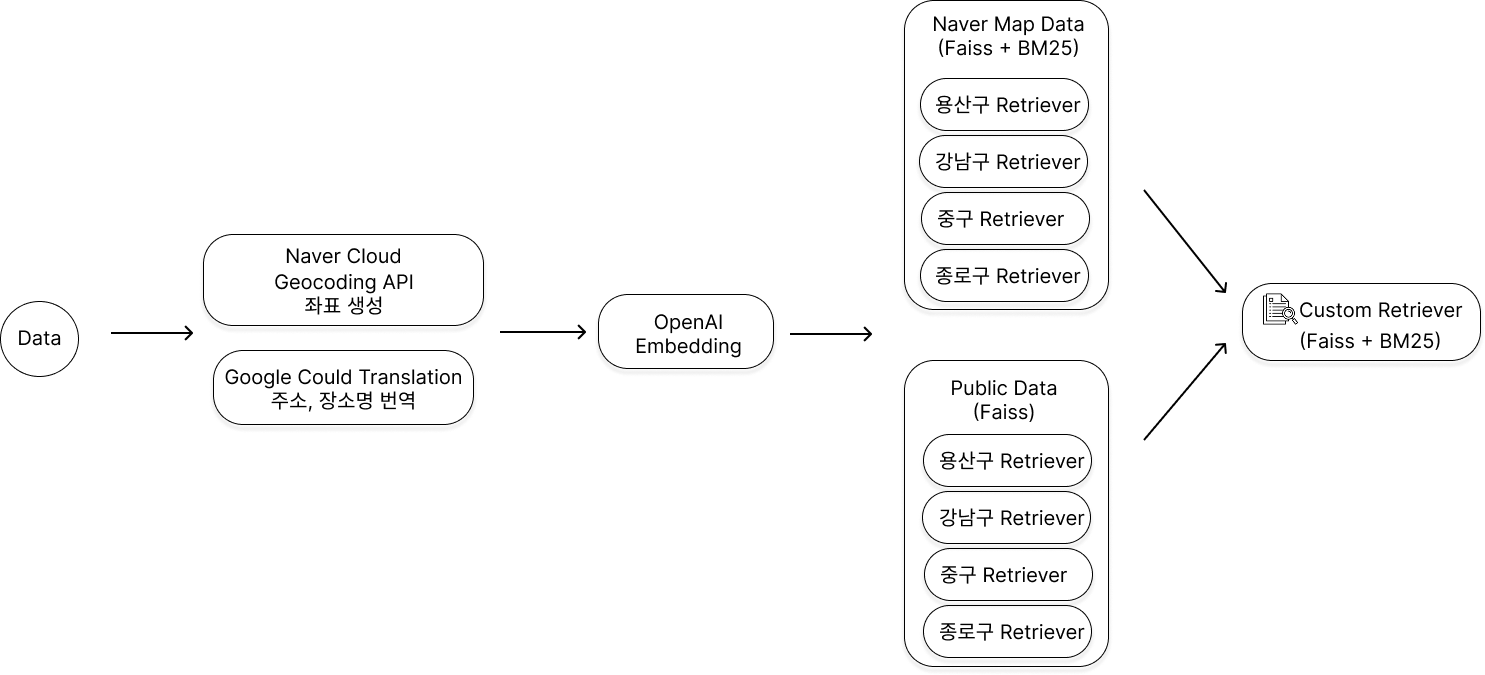 Data
Naver Cloud
Geocoding API
좌표 생성
Google Could Translation
주소, 장소명 번역
OpenAI
Embedding
Naver Map Data
(Faiss + BM25)
용산구 Retriever
강남구 Retriever
중구 Retriever
종로구 Retriever
Public Data
(Faiss)
용산구 Retriever
강남구 Retriever
중구 Retriever
종로구 Retriever
Custom Retriever
(Faiss + BM25)